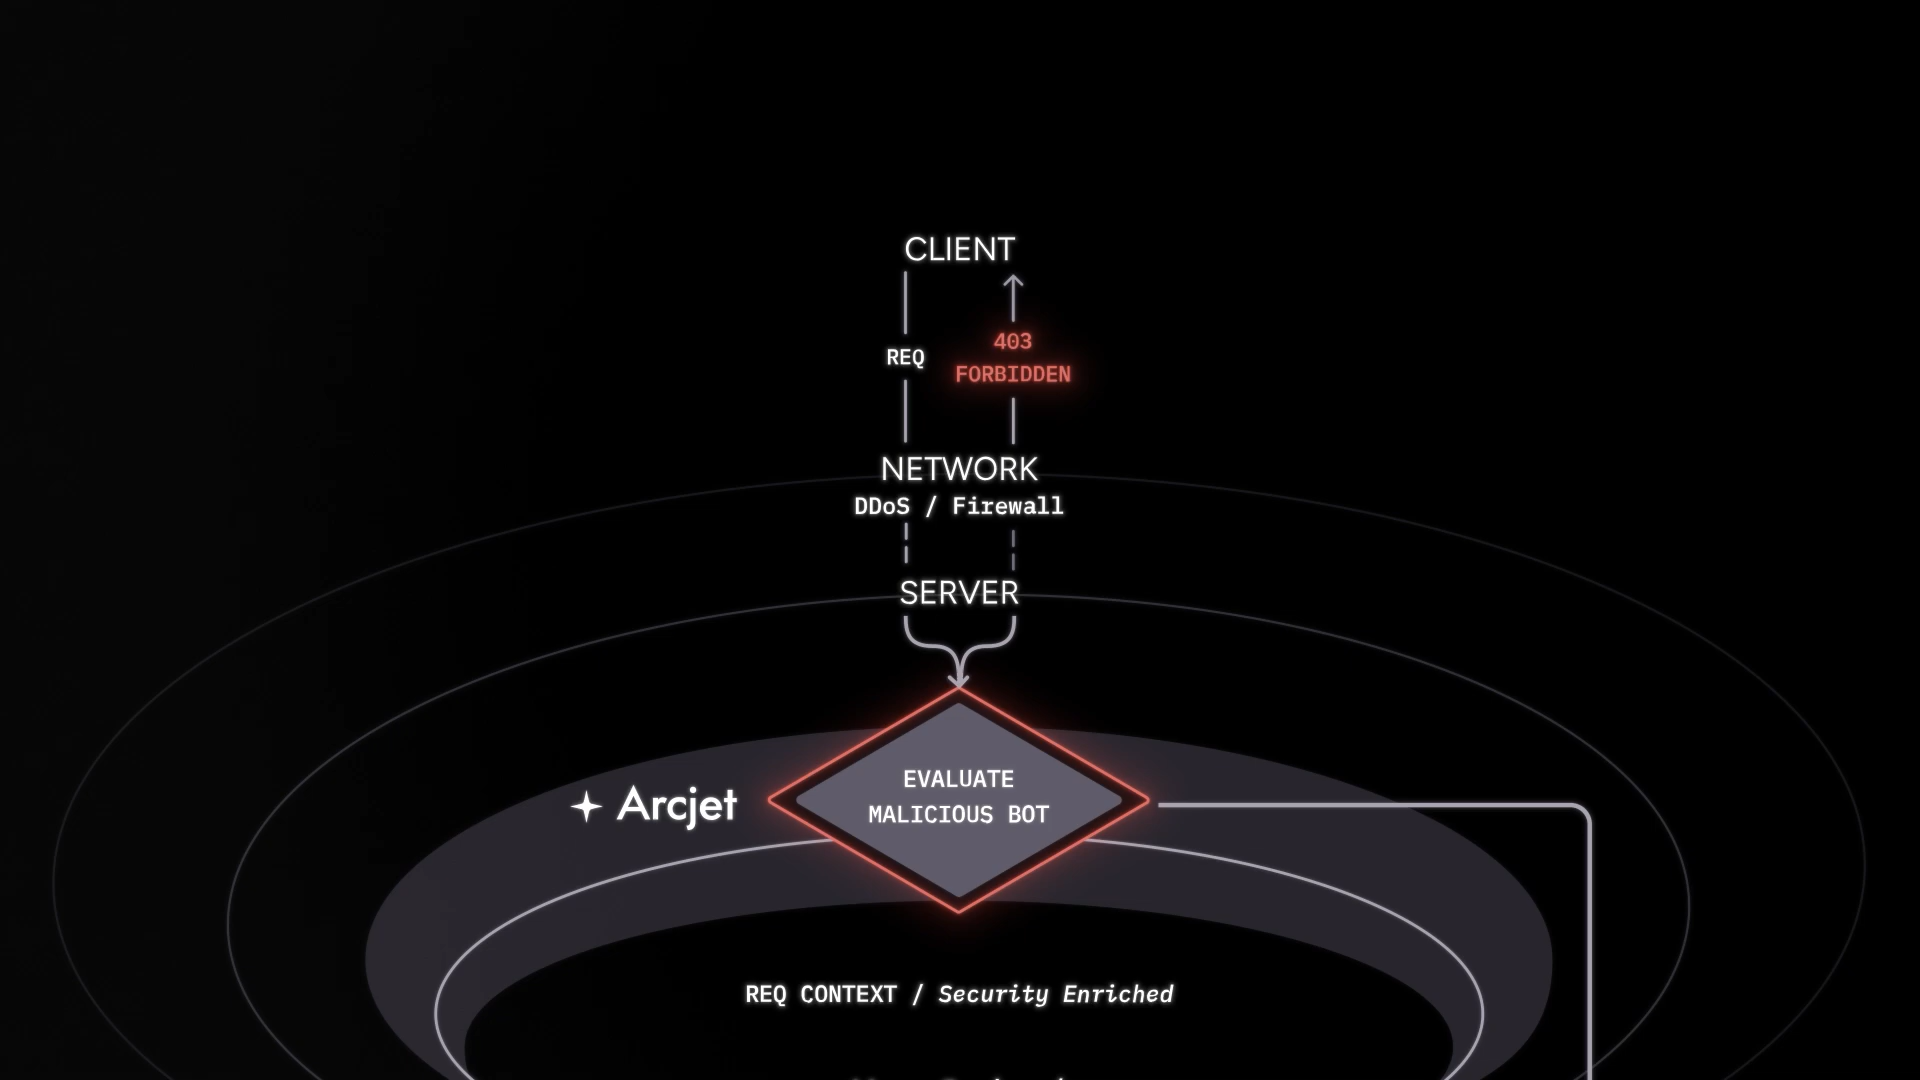 CLIENT
REQ
403
FORBIDDEN
NETWORK
DDoS / Firewall
SERVER
Arcjet
EVALUATE
MALICIOUS BOT
REQ CONTEXT / Security Enriched